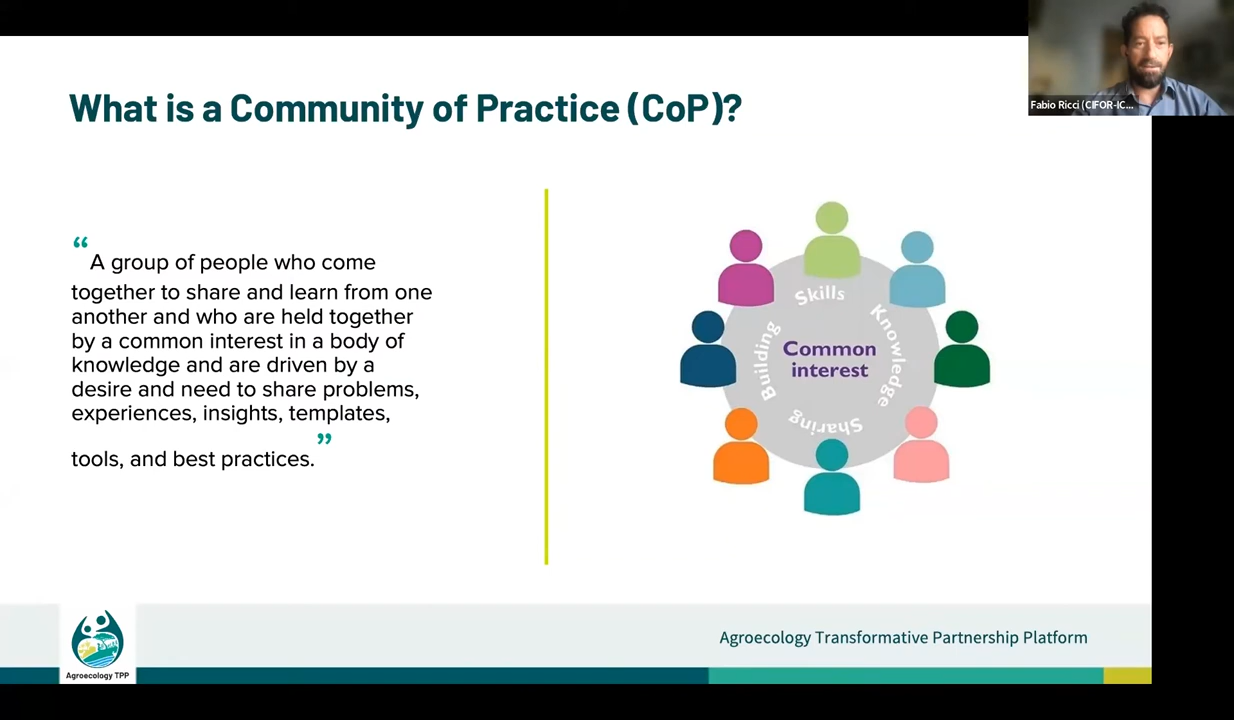 Fabio Ricci (CIFOR-IC...
What is a Community of Practice (CoP)?
“
A group of people who come
together to share and learn from one
another and who are held together
by a common interest in a body of
knowledge and are driven by a
desire and need to share problems,
experiences, insights, templates,
”
tools, and best practices.
Skills
Knowledge
Sharing
Building
Common
interest
Agroecology TPP
Agroecology Transformative Partnership Platform